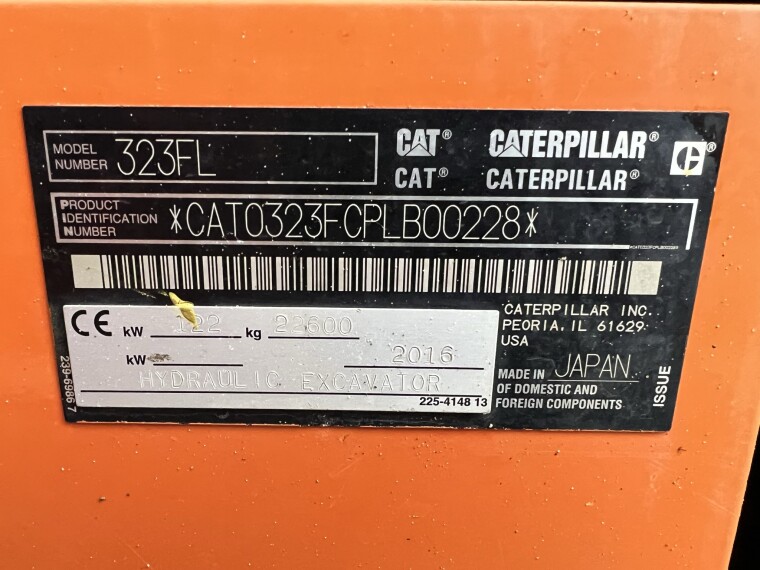 MODEL NUMBER 323FL
CAT® CATERPILLAR®
CAT® CATERPILLAR®
PRODUCT IDENTIFICATION NUMBER *CAT0323FCPLB00228*
*CAT0323FCPLB00228*
CE kW 122 kg
kW 2016
HYDRAULIC EXCAVATOR
225-4148 13
239-6986 7
CATERPILLAR INC.
PEORIA, IL 61629
USA
MADE IN JAPAN
OF DOMESTIC AND
FOREIGN COMPONENTS
ISSUE